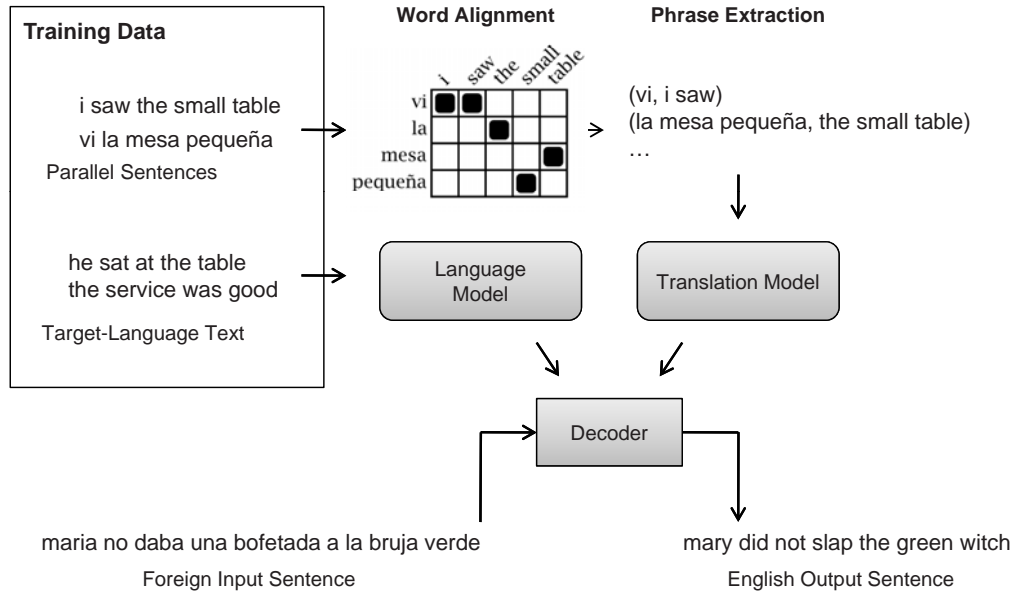 Training Data
i saw the small table
vi la mesa pequeña
Parallel Sentences
he sat at the table
the service was good
Target-Language Text
Word Alignment
i saw the small table
vi
la
mesa
pequeña
Phrase Extraction
(vi, i saw)
(la mesa pequeña, the small table)
…
Language
Model
Translation Model
Decoder
maria no daba una bofetada a la bruja verde
Foreign Input Sentence
mary did not slap the green witch
English Output Sentence